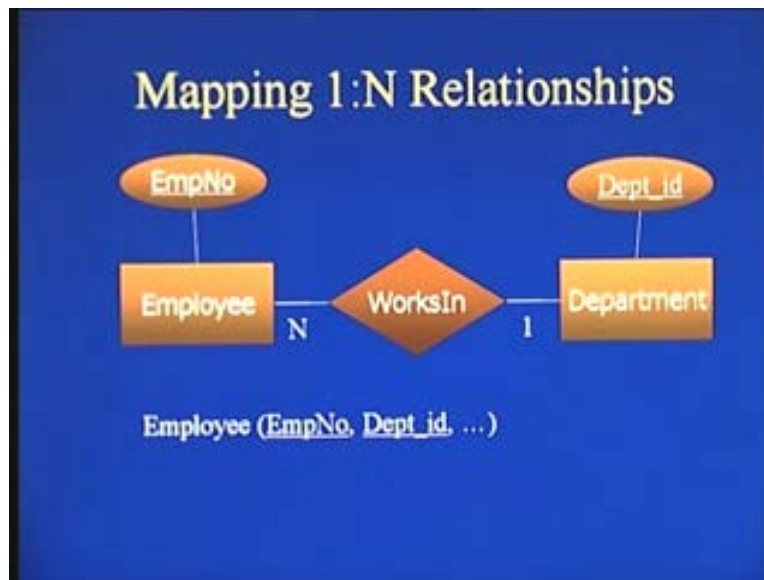 Mapping 1:N Relationships
EmpNo
Dept_id
Employee
N
WorksIn
1
Department
Employee (EmpNo, Dept_id, ...)